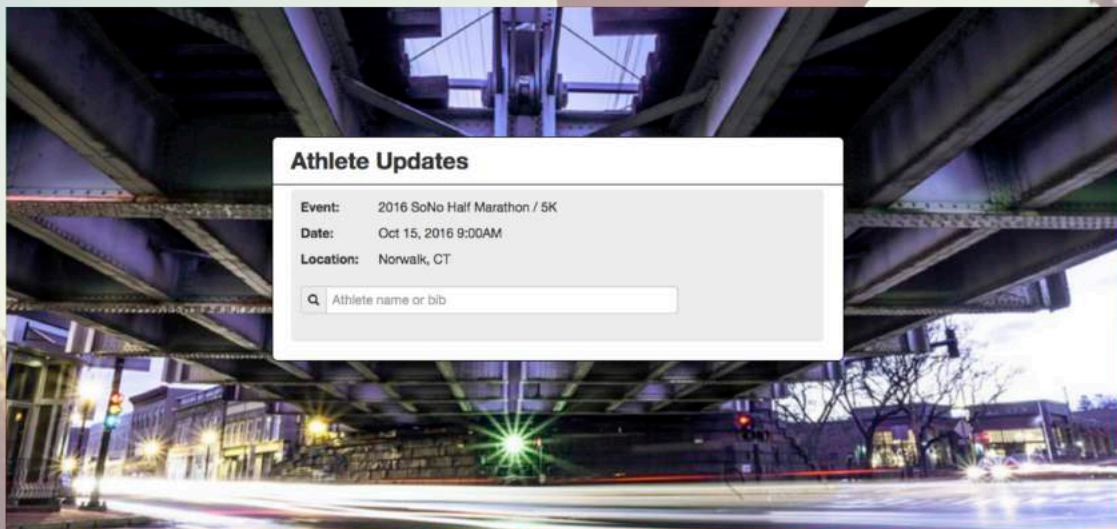 Athlete Updates
Event: 2016 SoNo Half Marathon / 5K
Date: Oct 15, 2016 9:00AM
Location: Norwalk, CT
Athlete name or bib